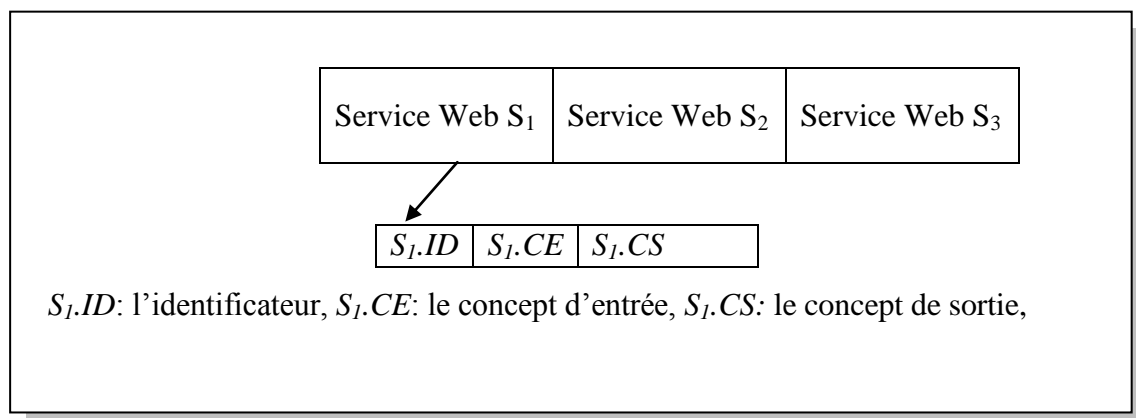 Service Web S₁ Service Web S₂ Service Web S₃
S₁.ID S₁.CE S₁.CS
S₁.ID: l’identificateur, S₁.CE: le concept d’entrée, S₁.CS: le concept de sortie,